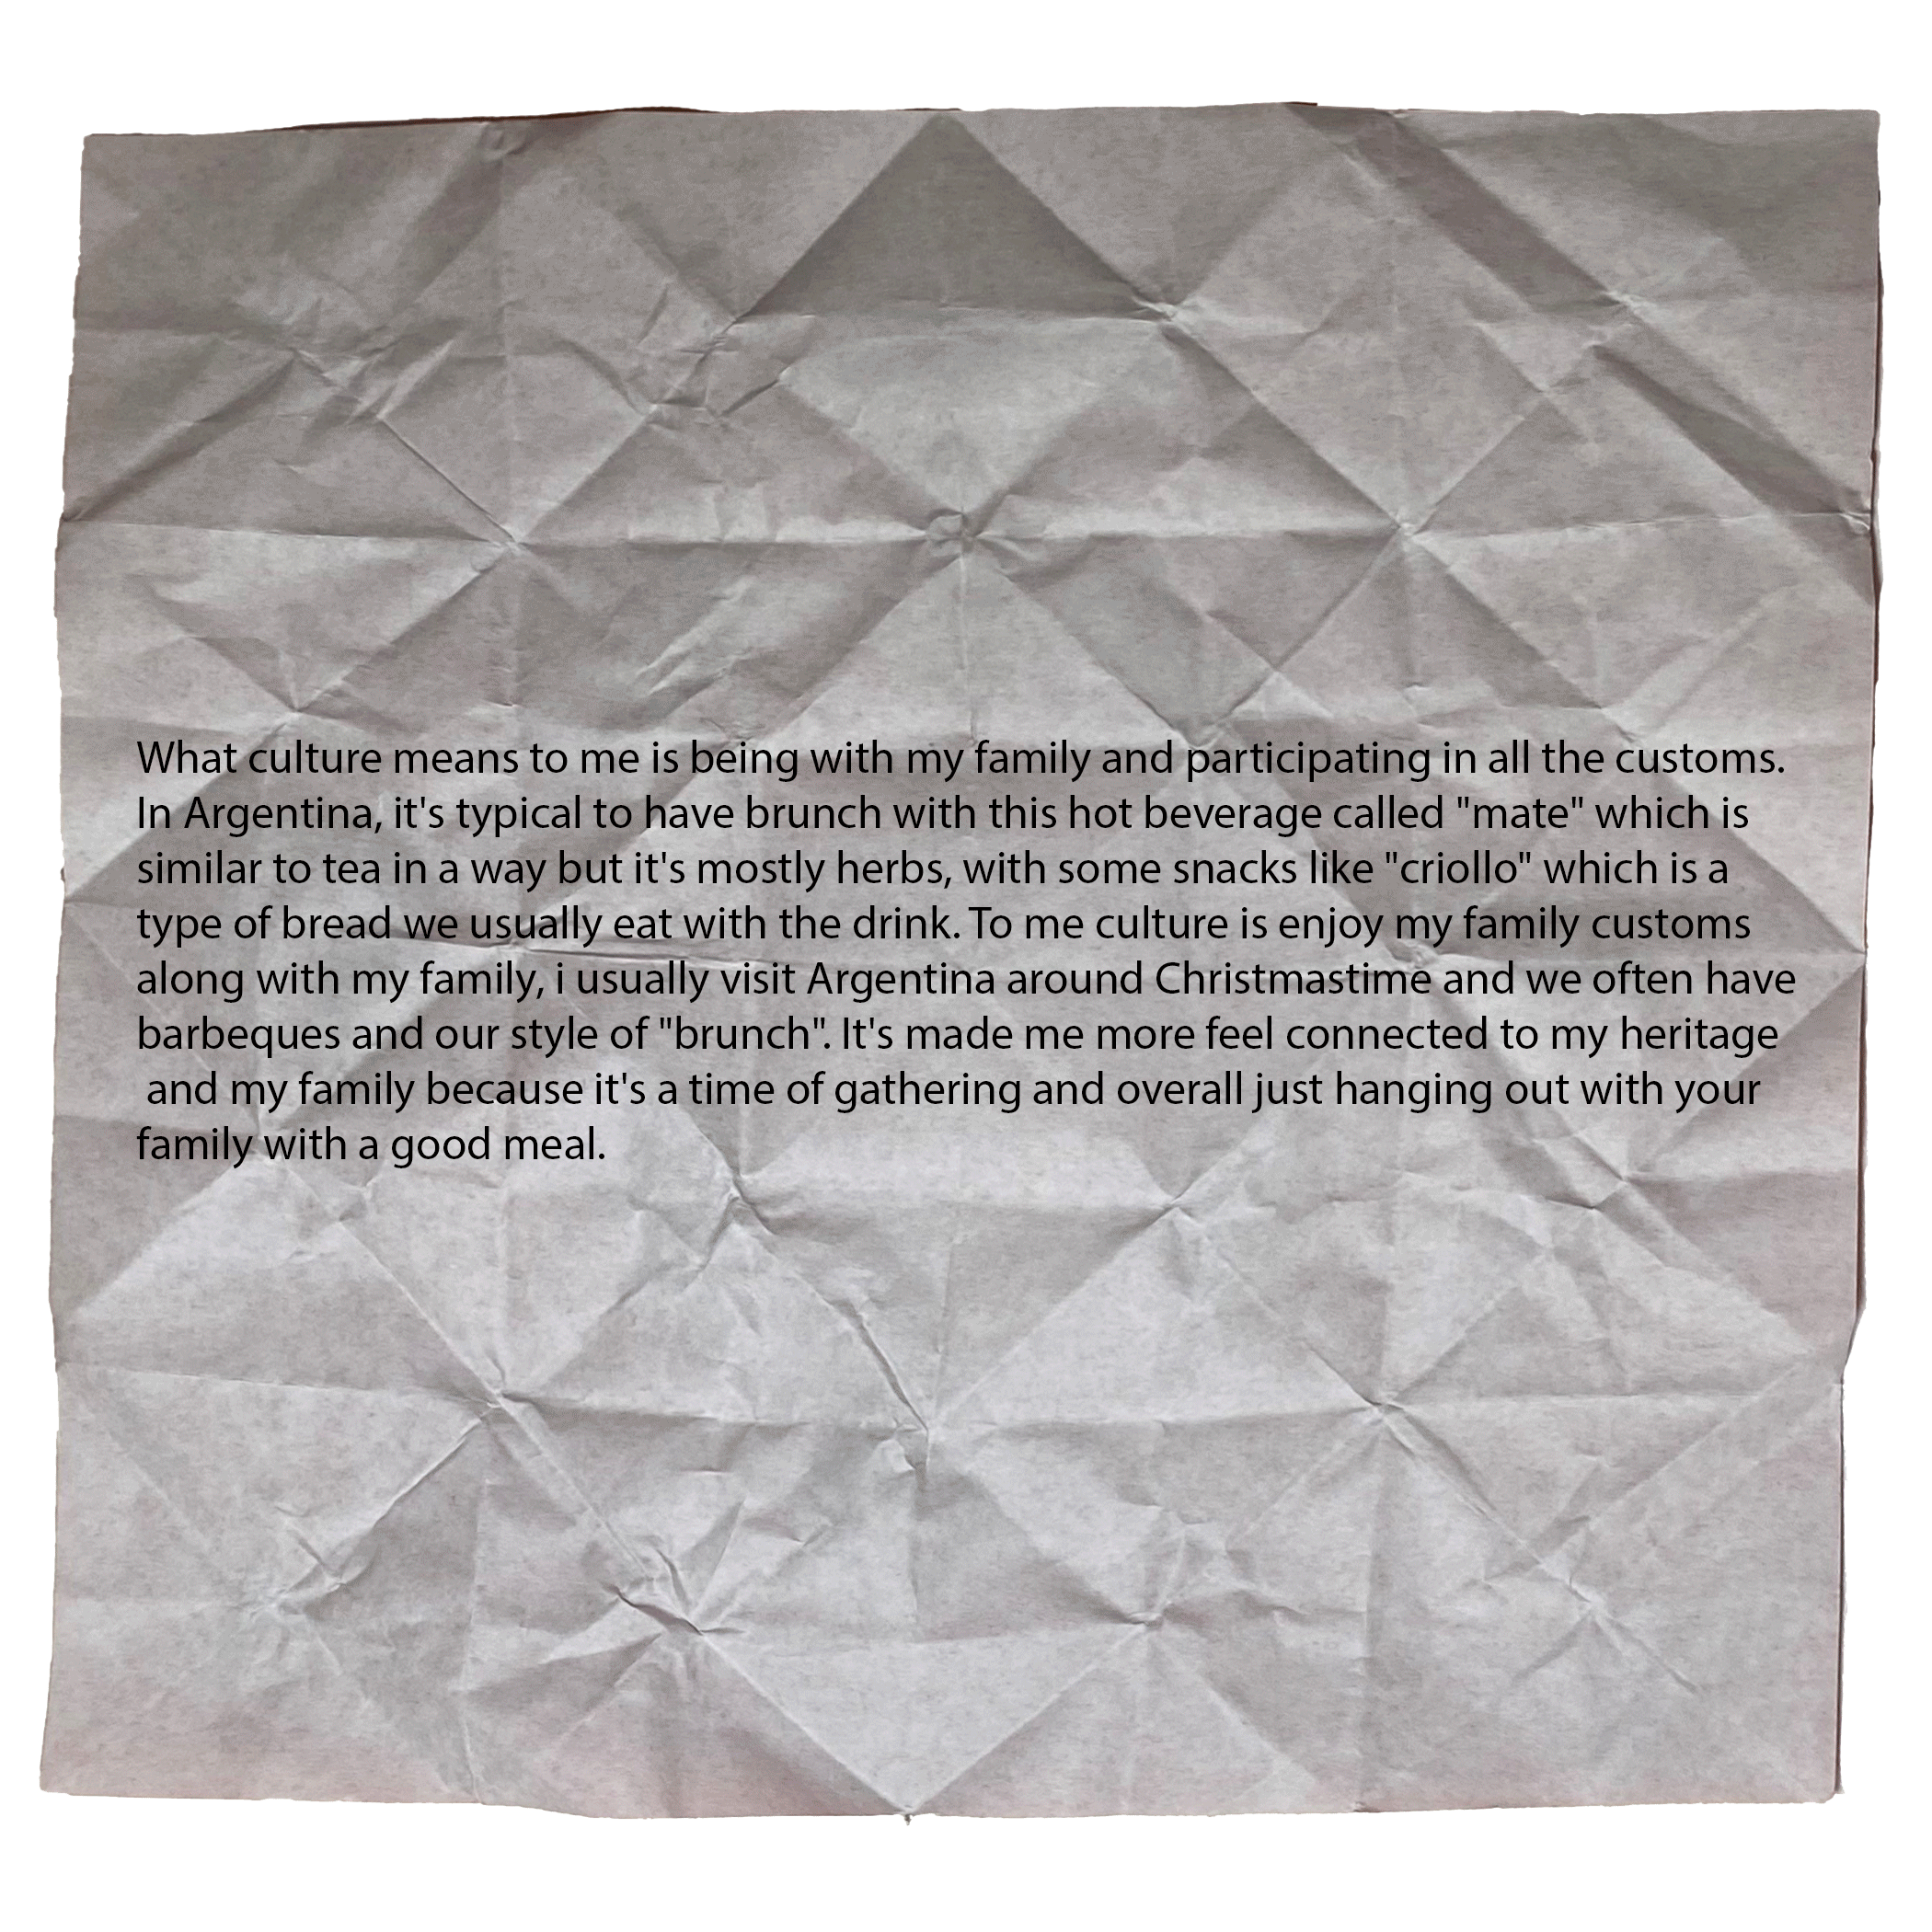 What culture means to me is being with my family and participating in all the customs.
In Argentina, it's typical to have brunch with this hot beverage called "mate" which is
similar to tea in a way but it's mostly herbs, with some snacks like "criollo" which is a
type of bread we usually eat with the drink. To me culture is enjoy my family customs
along with my family, i usually visit Argentina around Christmastime and we often have
barbeques and our style of "brunch". It's made me more feel connected to my heritage
and my family because it's a time of gathering and overall just hanging out with your
family with a good meal.